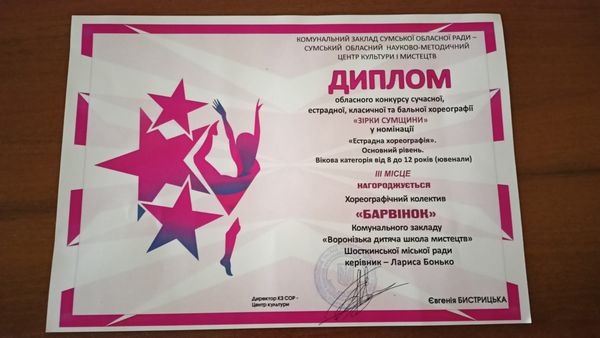 КОМУНАЛЬНИЙ ЗАКЛАД СУМСЬКОЇ ОБЛАСНОЇ РАДИ –
СУМСЬКИЙ ОБЛАСНИЙ НАУКОВО-МЕТОДИЧНИЙ
ЦЕНТР КУЛЬТУРИ І МИСТЕЦТВ
ДИПЛОМ
обласного конкурсу сучасної,
естрадної, класичної та бальної хореографії
«ЗІРКИ СУМЩИНИ»
у номінації
«Естрадна хореографія».
Основний рівень.
Вікова категорія від 8 до 12 років (ювенали)
ІІІ МІСЦЕ
НАГОРОДЖУЄТЬСЯ
Хореографічний колектив
«БАРВІНОК»
Комунального закладу
«Воронізька дитяча школа мистецтв»
Шосткинської міської ради
керівник – Лариса Бонько
Директор КЗ СОР -
Центр культури
Євгенія БИСТРИЦЬКА